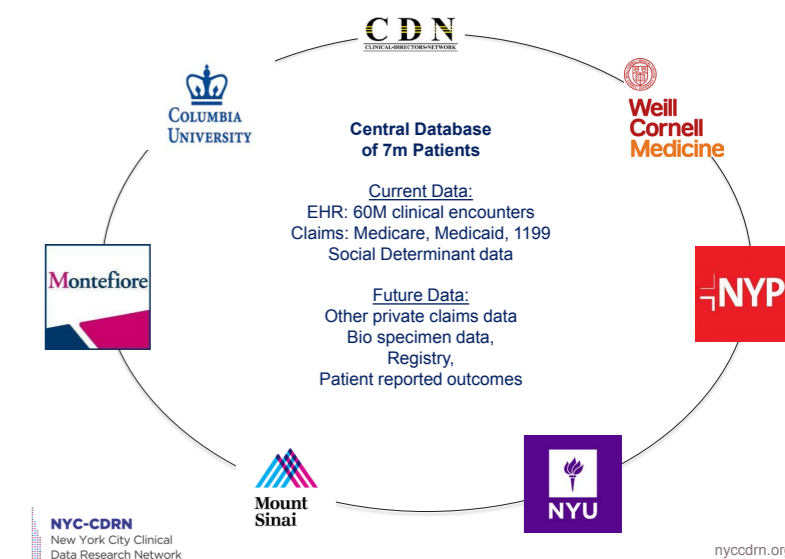 CDN
CLINICAL•DIRECTORS•NETWORK
COLUMBIA
UNIVERSITY
Weill
Cornell
Medicine
Central Database
of 7m Patients
Current Data:
EHR: 60M clinical encounters
Claims: Medicare, Medicaid, 1199
Social Determinant data
Montefiore
NYP
Future Data:
Other private claims data
Bio specimen data,
Registry,
Patient reported outcomes
Mount
Sinai
NYU
NYC-CDRN
New York City Clinical
Data Research Network
nyccdrn.org